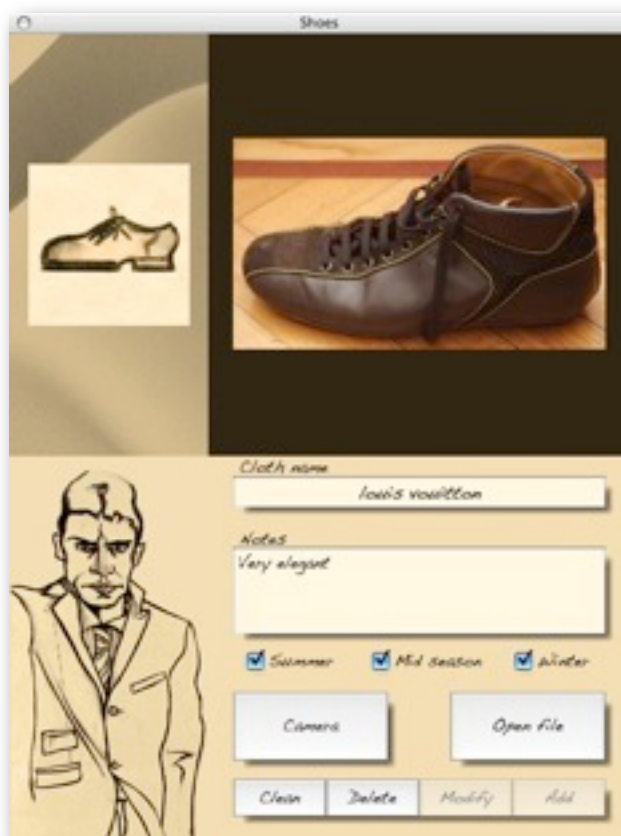 Shoes
Cloth name
louis vouitton
Notes
Very elegant
Summer Mid season Winter
Camera Open file
Clean Delete Modify Add